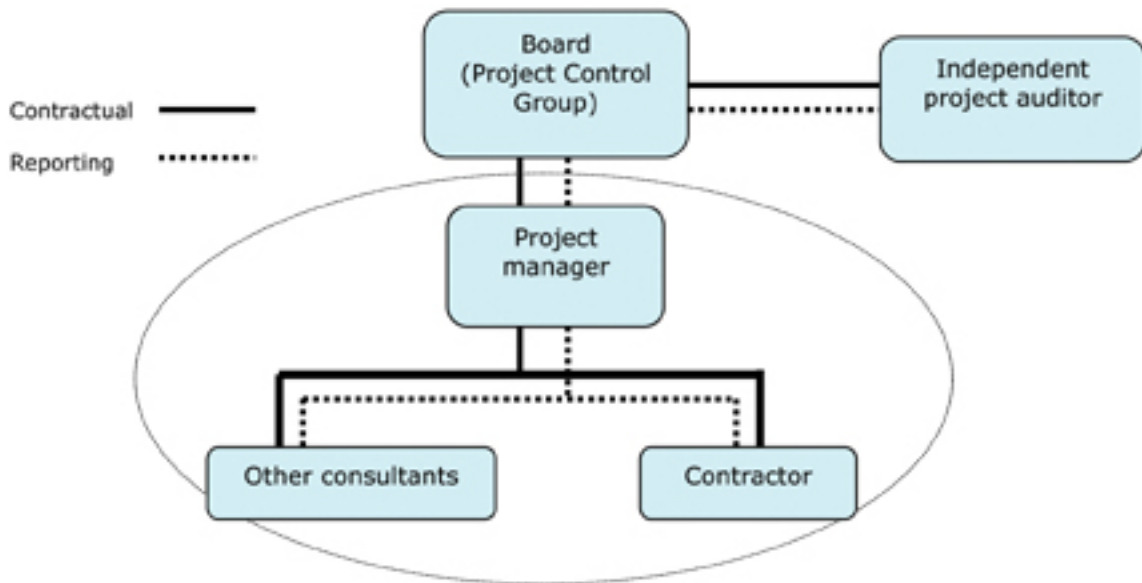 Board
(Project Control
Group)
Independent
project auditor
Contractual
Reporting
Project
manager
Other consultants
Contractor